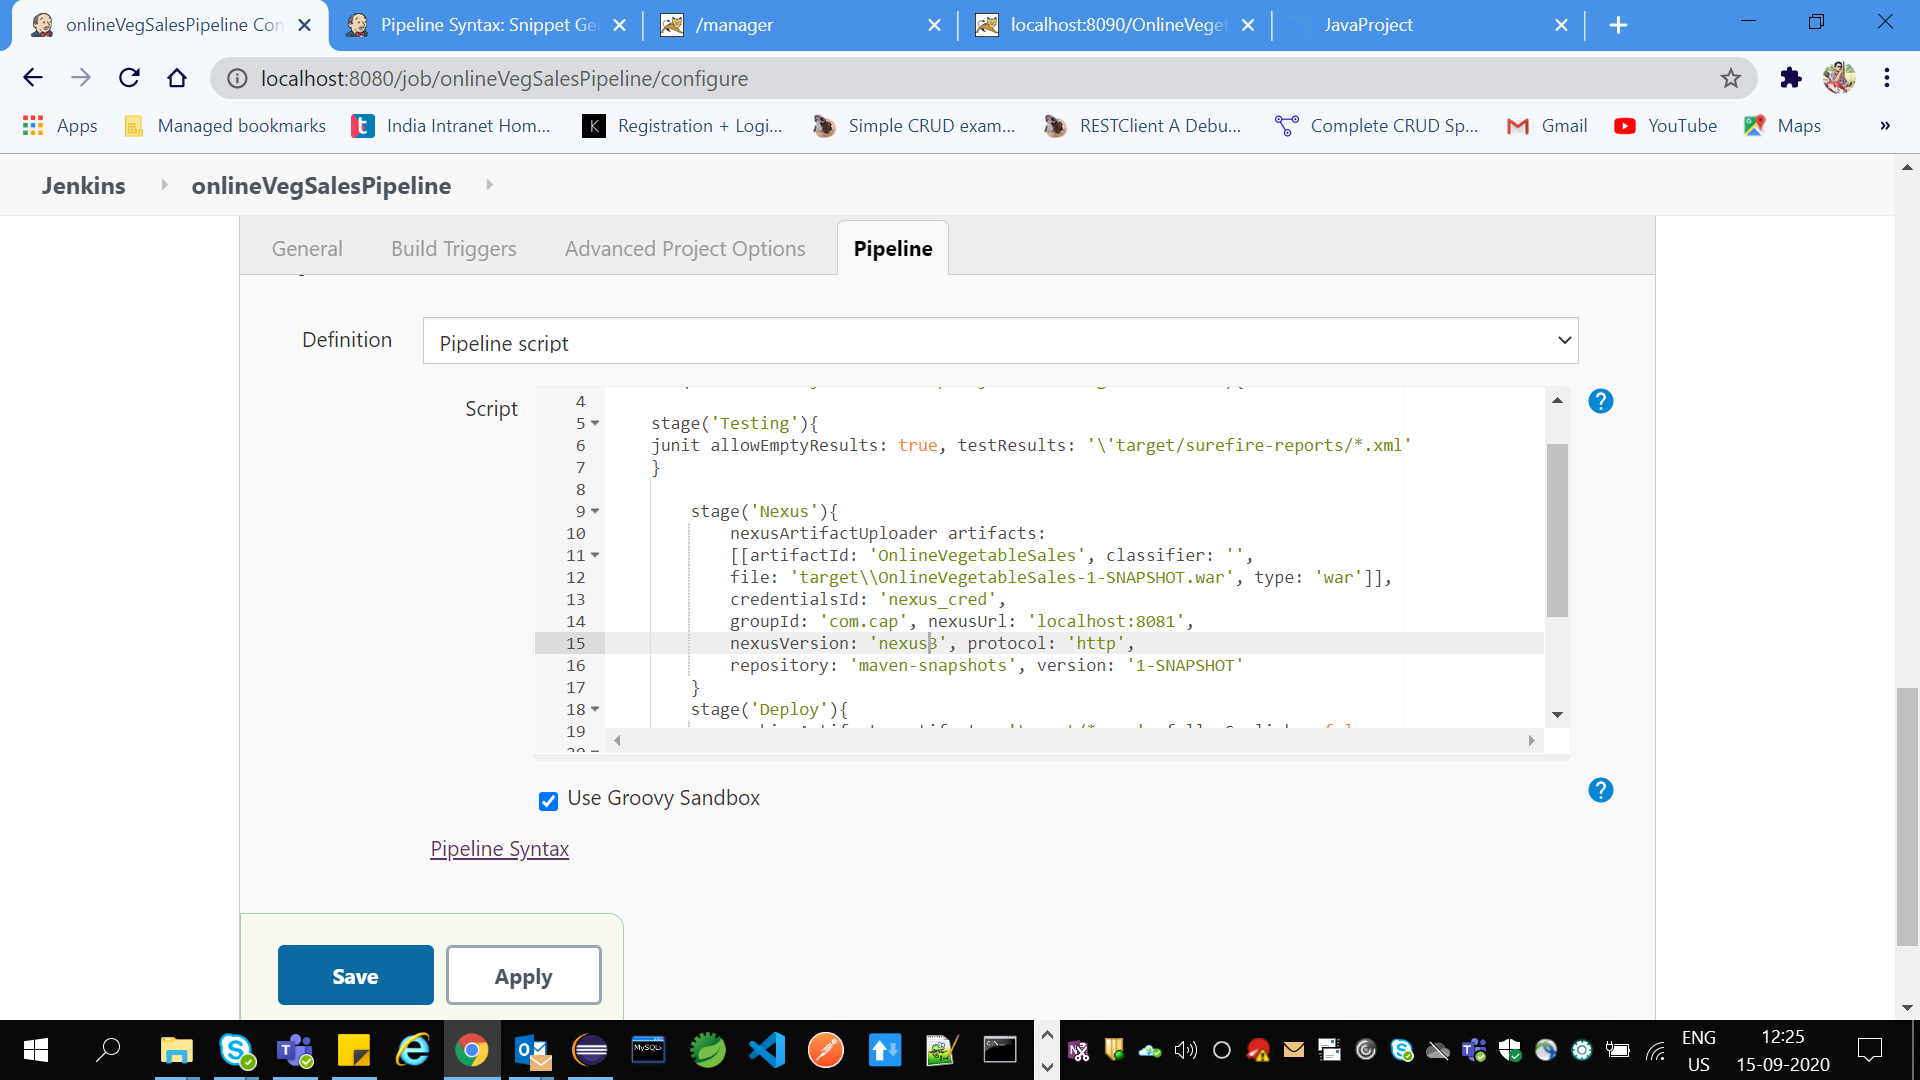 onlineVegSalesPipeline Con
Pipeline Syntax: Snippet Ge
/manager
localhost:8090/OnlineVeget
JavaProject
localhost:8080/job/onlineVegSalesPipeline/configure
Apps
Managed bookmarks
India Intranet Hom...
Registration + Logi...
Simple CRUD exam...
RESTClient A Debu...
Complete CRUD Sp...
Gmail
YouTube
Maps
»
Jenkins
onlineVegSalesPipeline
General
Build Triggers
Advanced Project Options
Pipeline
Definition
Pipeline script
Script
4
5 stage('Testing'){
6 junit allowEmptyResults: true, testResults: '\'target/surefire-reports/*.xml'
7 }
8
9 stage('Nexus'){
10 nexusArtifactUploader artifacts:
11 [[artifactId: 'OnlineVegetableSales', classifier: '',
12 file: 'target\\OnlineVegetableSales-1-SNAPSHOT.war', type: 'war']],
13 credentialsId: 'nexus_cred',
14 groupId: 'com.cap', nexusUrl: 'localhost:8081',
15 nexusVersion: 'nexus3', protocol: 'http',
16 repository: 'maven-snapshots', version: '1-SNAPSHOT'
17 }
18 stage('Deploy'){
19
Use Groovy Sandbox
Pipeline Syntax
Save
Apply
MySQL
ENG
US
12:25
15-09-2020